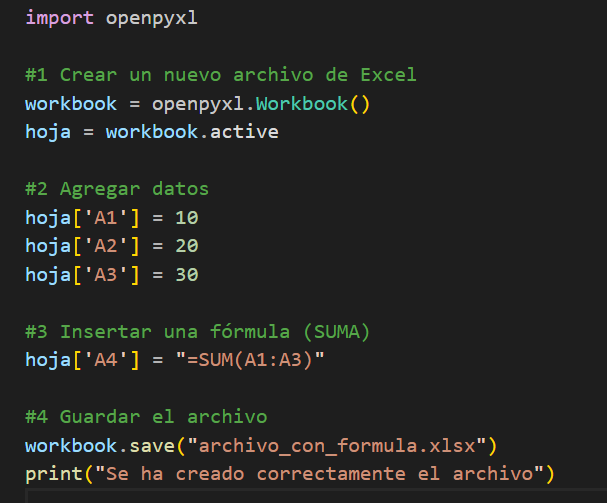 import openpyxl
#1 Crear un nuevo archivo de Excel
workbook = openpyxl.Workbook()
hoja = workbook.active
#2 Agregar datos
hoja['A1'] = 10
hoja['A2'] = 20
hoja['A3'] = 30
#3 Insertar una fórmula (SUMA)
hoja['A4'] = "=SUM(A1:A3)"
#4 Guardar el archivo
workbook.save("archivo_con_formula.xlsx")
print("Se ha creado correctamente el archivo")